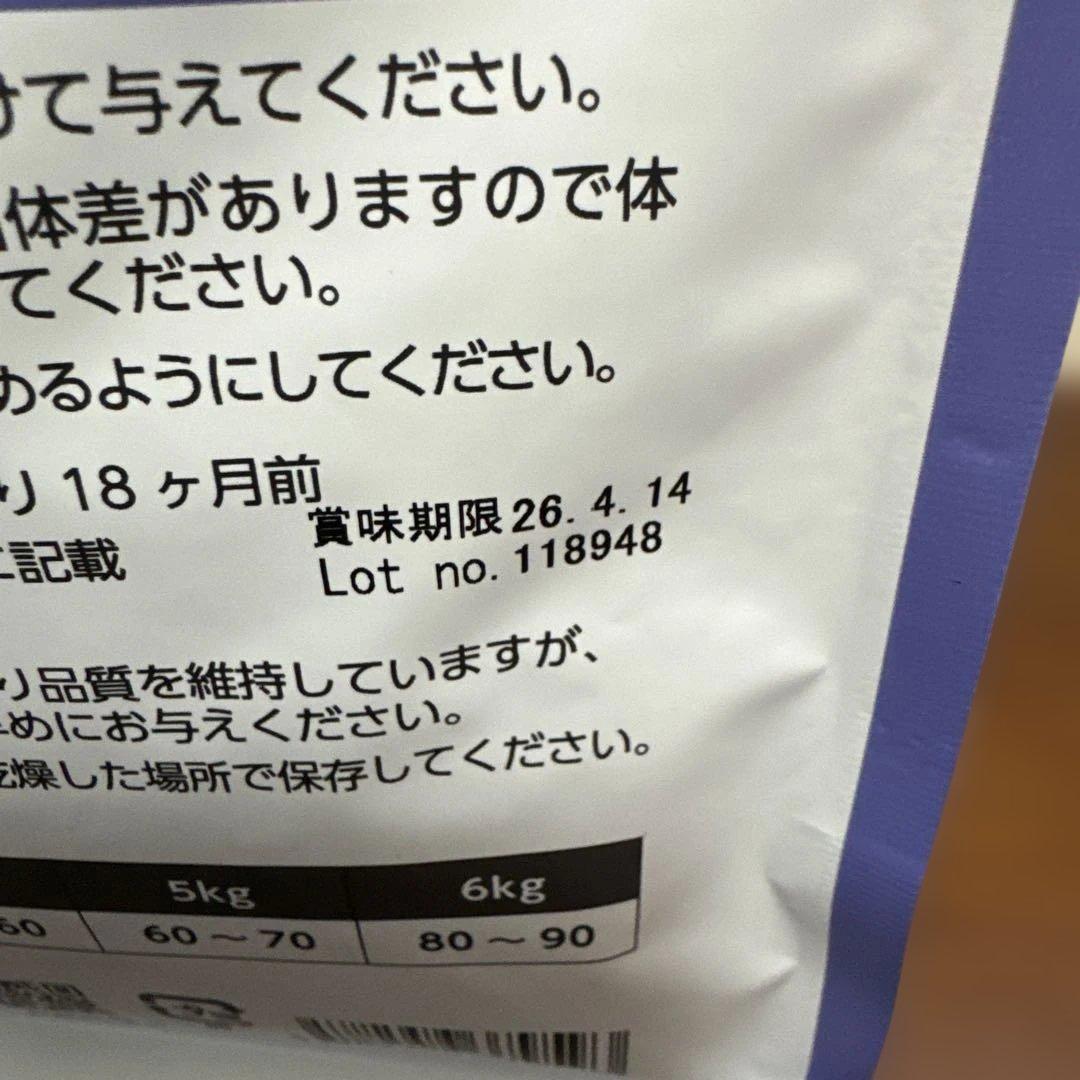 けて与えてください。
体差がありますので体
てください。
めるようにしてください。
り 18 ヶ月前
賞味期限 26. 4. 14
に記載
Lot no. 118948
り品質を維持していますが、
早めにお与えください。
乾燥した場所で保存してください。
5kg 6kg
60 60～70 80～90